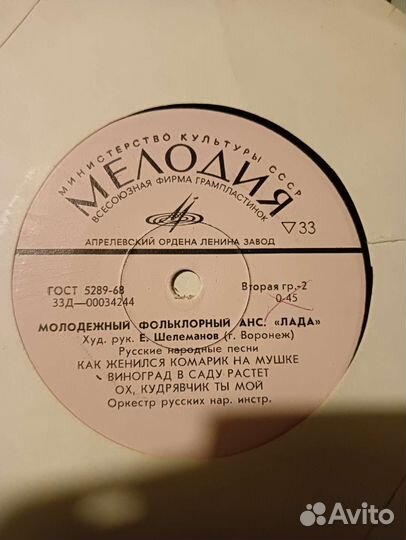 МИНИСТЕРСТВО КУЛЬТУРЫ СССР
МЕЛОДИЯ
ВСЕСОЮЗНАЯ ФИРМА ГРАМПЛАСТИНОК
▽33
АПРЕЛЕВСКИЙ ОРДЕНА ЛЕНИНА ЗАВОД
ГОСТ 5289-68
Вторая гр.-2
33Д—00034244
0-45
МОЛОДЕЖНЫЙ ФОЛЬКЛОРНЫЙ АНС. «ЛАДА»
Худ. рук. Е. Шелеманов (г. Воронеж)
Русские народные песни
КАК ЖЕНИЛСЯ КОМАРИК НА МУШКЕ
ВИНОГРАД В САДУ РАСТЕТ
ОХ, КУДРЯВЧИК ТЫ МОЙ
Оркестр русских нар. инстр.
Avito